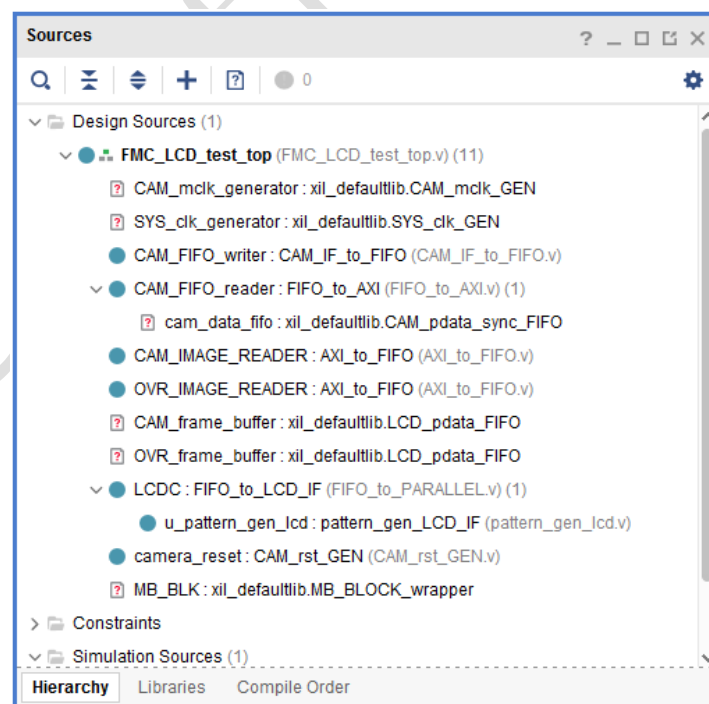 Sources
0
Design Sources (1)
FMC_LCD_test_top (FMC_LCD_test_top.v) (11)
CAM_mclk_generator : xil_defaultlib.CAM_mclk_GEN
SYS_clk_generator : xil_defaultlib.SYS_clk_GEN
CAM_FIFO_writer : CAM_IF_to_FIFO (CAM_IF_to_FIFO.v)
CAM_FIFO_reader : FIFO_to_AXI (FIFO_to_AXI.v) (1)
cam_data_fifo : xil_defaultlib.CAM_pdata_sync_FIFO
CAM_IMAGE_READER : AXI_to_FIFO (AXI_to_FIFO.v)
OVR_IMAGE_READER : AXI_to_FIFO (AXI_to_FIFO.v)
CAM_frame_buffer : xil_defaultlib.LCD_pdata_FIFO
OVR_frame_buffer : xil_defaultlib.LCD_pdata_FIFO
LCDC : FIFO_to_LCD_IF (FIFO_to_PARALLEL.v) (1)
u_pattern_gen_lcd : pattern_gen_LCD_IF (pattern_gen_lcd.v)
camera_reset : CAM_rst_GEN (CAM_rst_GEN.v)
MB_BLK : xil_defaultlib.MB_BLOCK_wrapper
Constraints
Simulation Sources (1)
Hierarchy Libraries Compile Order